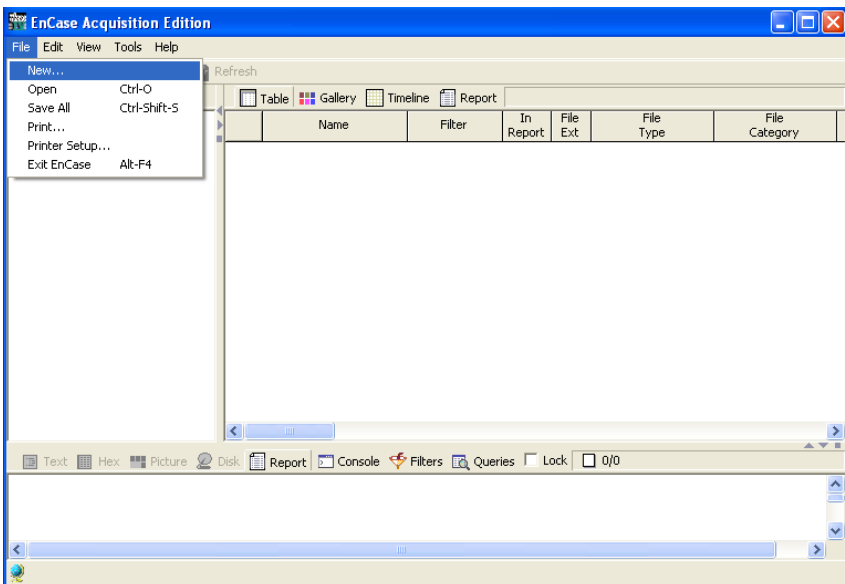 EnCase Acquisition Edition
File Edit View Tools Help
New...
Refresh
Open Ctrl-O
Save All Ctrl-Shift-S
Print...
Printer Setup...
Exit EnCase Alt-F4
Table Gallery Timeline Report
Name Filter In Report File Ext File Type File Category
Text Hex Picture Disk Report Console Filters Queries Lock 0/0